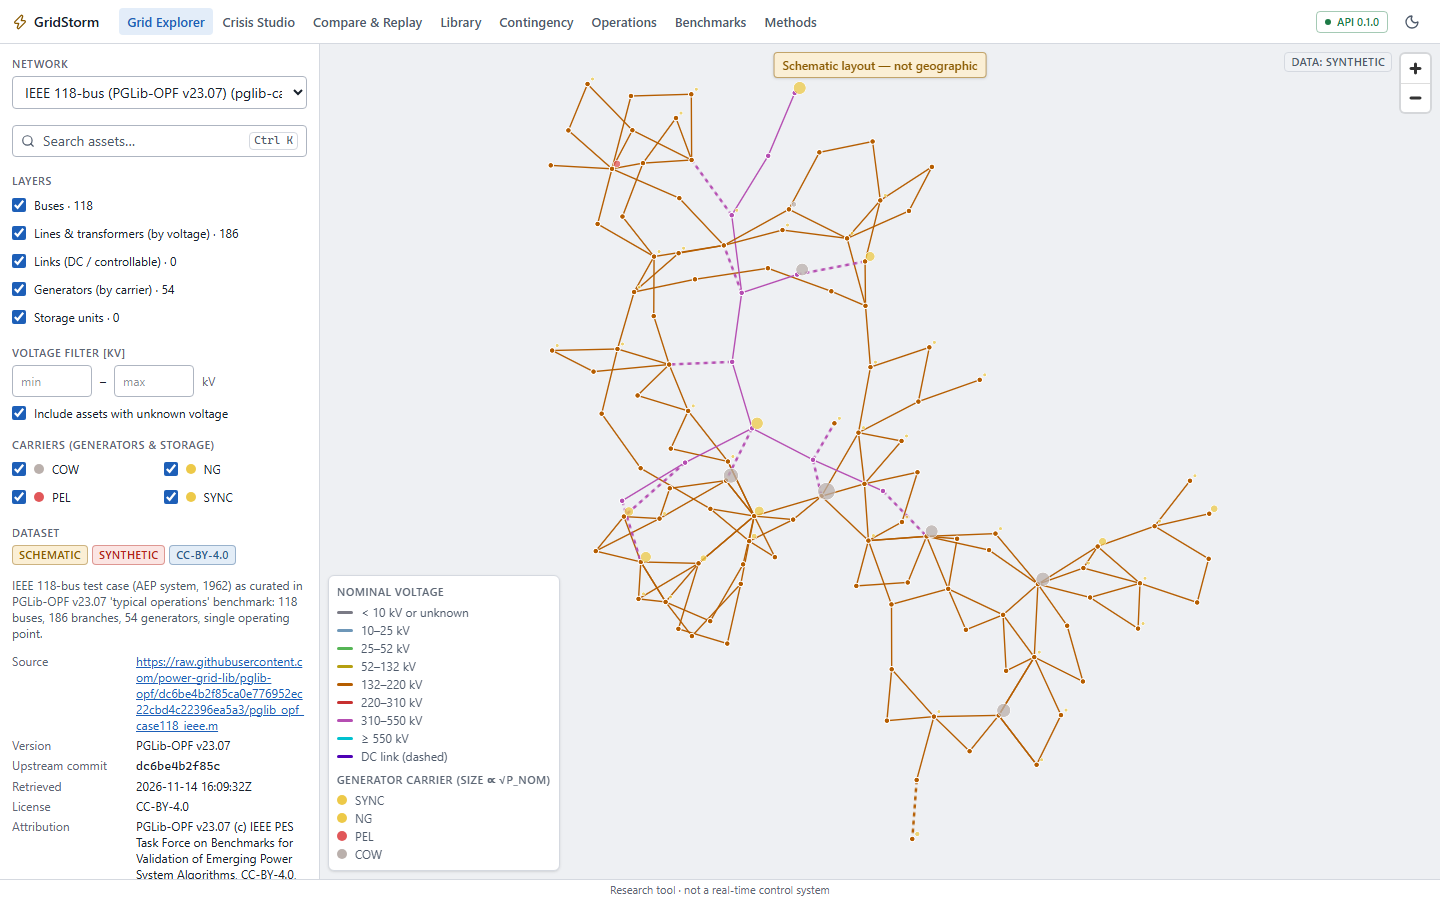 GridStorm
Grid Explorer
Crisis Studio
Compare & Replay
Library
Contingency
Operations
Benchmarks
Methods
API 0.1.0
NETWORK
IEEE 118-bus (PGLib-OPF v23.07) (pglib-ca
Search assets...
Ctrl K
LAYERS
Buses · 118
Lines & transformers (by voltage) · 186
Links (DC / controllable) · 0
Generators (by carrier) · 54
Storage units · 0
VOLTAGE FILTER [KV]
min – max kV
Include assets with unknown voltage
CARRIERS (GENERATORS & STORAGE)
COW NG
PEL SYNC
DATASET
SCHEMATIC SYNTHETIC CC-BY-4.0
IEEE 118-bus test case (AEP system, 1962) as curated in
PGLib-OPF v23.07 'typical operations' benchmark: 118
buses, 186 branches, 54 generators, single operating
point.
Source
https://raw.githubusercontent.c
om/power-grid-lib/pglib-
opf/dc6be4b2f85ca0e776952ec
22cbd4c22396ea5a3/pglib_opf_
case118_ieee.m
Version PGLib-OPF v23.07
Upstream commit dc6be4b2f85c
Retrieved 2026-11-14 16:09:32Z
License CC-BY-4.0
Attribution PGLib-OPF v23.07 (c) IEEE PES
Task Force on Benchmarks for
Validation of Emerging Power
System Algorithms, CC-BY-4.0.
Schematic layout — not geographic
DATA: SYNTHETIC
+
−
NOMINAL VOLTAGE
< 10 kV or unknown
10–25 kV
25–52 kV
52–132 kV
132–220 kV
220–310 kV
310–550 kV
≥ 550 kV
DC link (dashed)
GENERATOR CARRIER (SIZE ∝ √P_NOM)
SYNC
NG
PEL
COW
Research tool · not a real-time control system